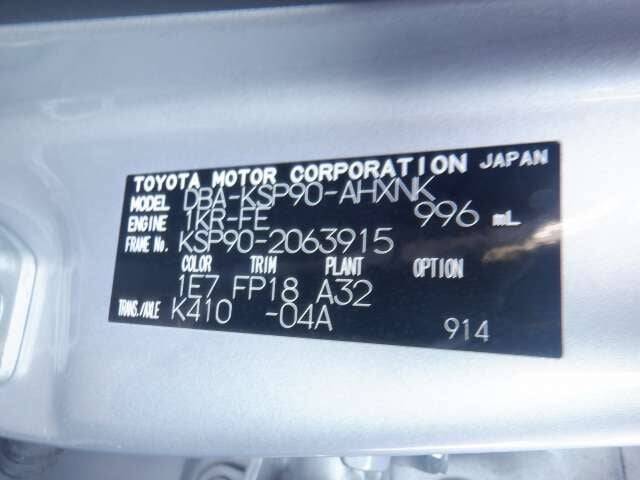 TOYOTA MOTOR CORPORATION JAPAN
MODEL DBA-KSP90-AHXNK
ENGINE 1KR-FE 996 mL
FRAME No. KSP90-2063915
COLOR TRIM PLANT OPTION
1E7 FP18 A32
TRANS./AXLE K410 -04A
914